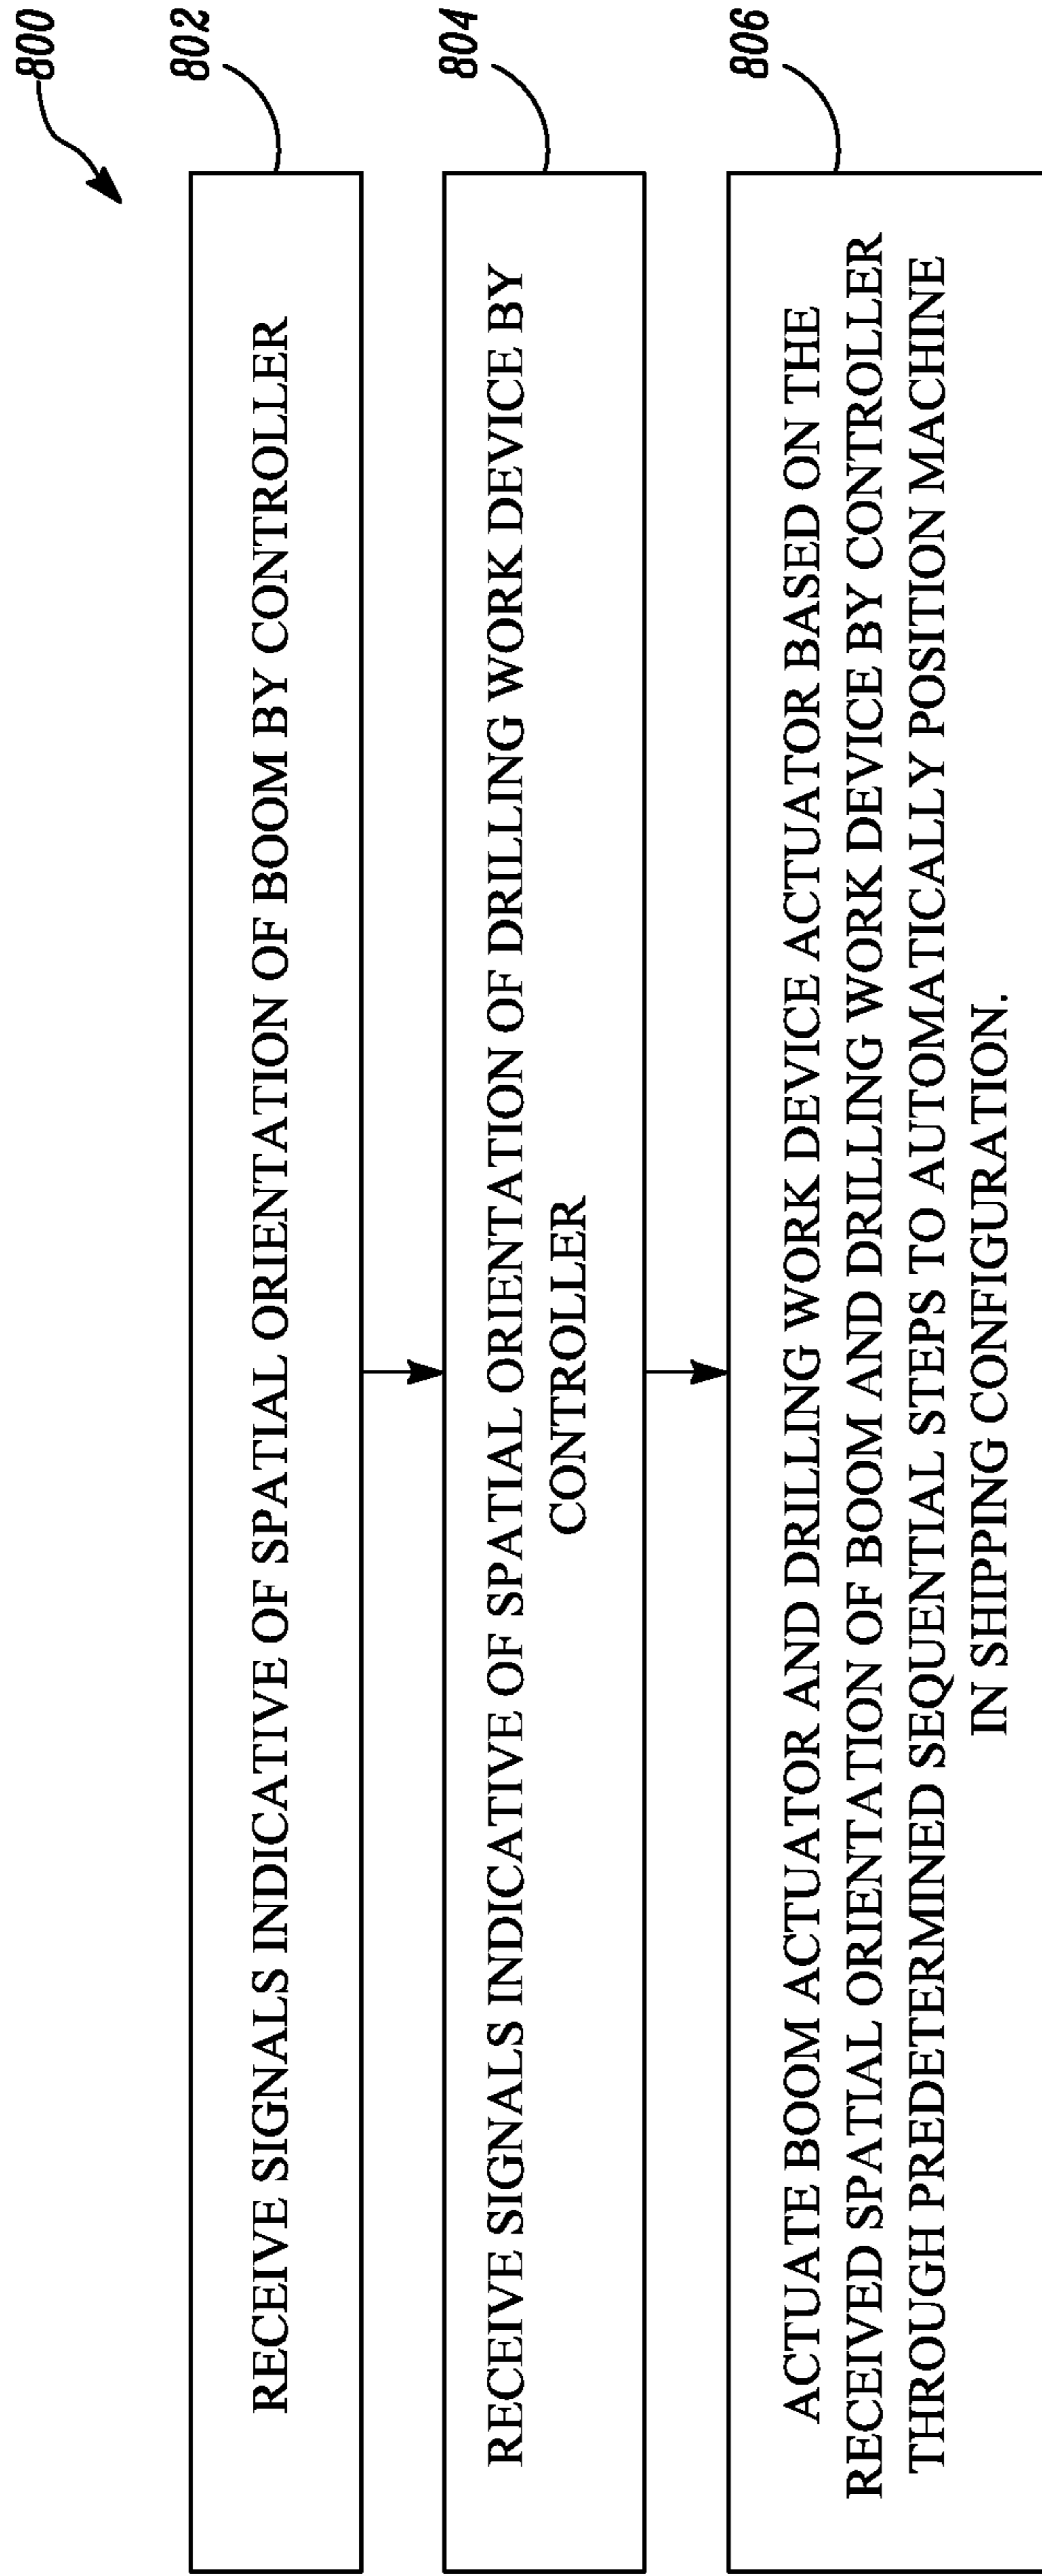 800
802
RECEIVE SIGNALS INDICATIVE OF SPATIAL ORIENTATION OF BOOM BY CONTROLLER
804
RECEIVE SIGNALS INDICATIVE OF SPATIAL ORIENTATION OF DRILLING WORK DEVICE BY
CONTROLLER
806
ACTUATE BOOM ACTUATOR AND DRILLING WORK DEVICE ACTUATOR BASED ON THE
RECEIVED SPATIAL ORIENTATION OF BOOM AND DRILLING WORK DEVICE BY CONTROLLER
THROUGH PREDETERMINED SEQUENTIAL STEPS TO AUTOMATICALLY POSITION MACHINE
IN SHIPPING CONFIGURATION.